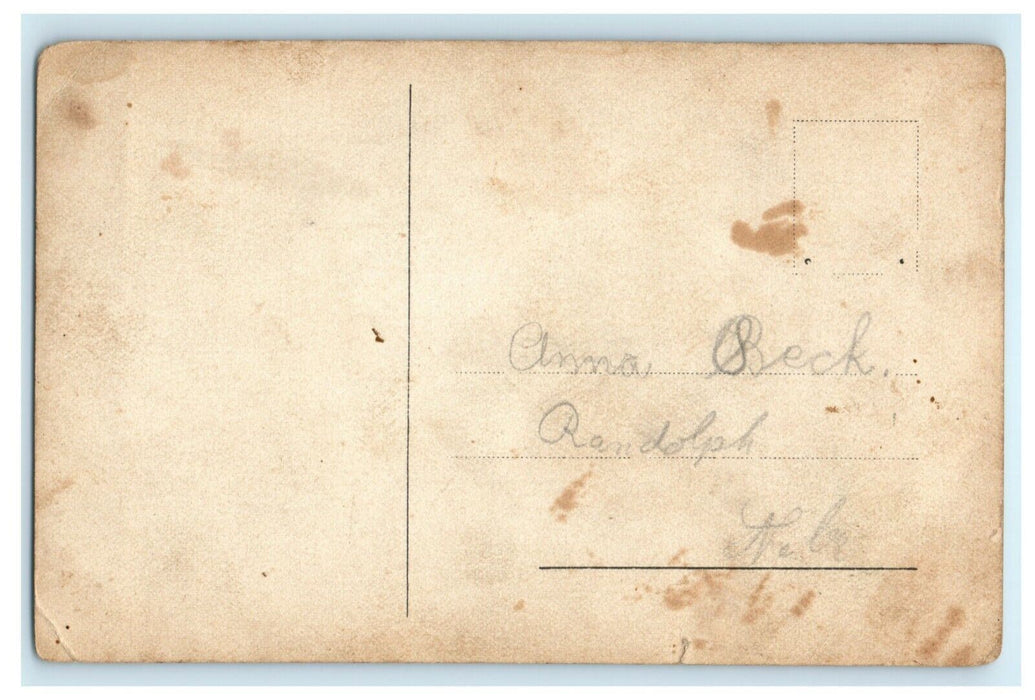 Anna Beck.
Randolph
Neb.